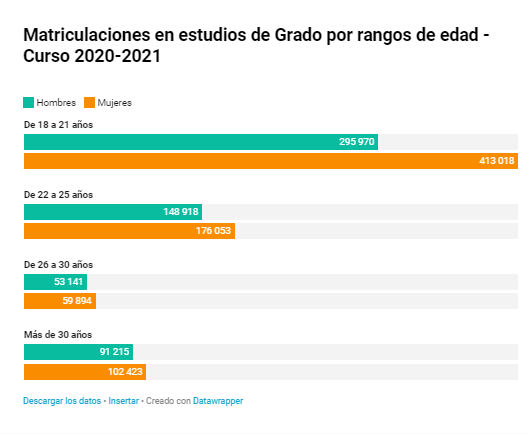 Matriculaciones en estudios de Grado por rangos de edad -
Curso 2020-2021
Hombres Mujeres
De 18 a 21 años
295 970
413 018
De 22 a 25 años
148 918
176 053
De 26 a 30 años
53 141
59 894
Más de 30 años
91 215
102 423
Descargar los datos • Insertar • Creado con Datawrapper